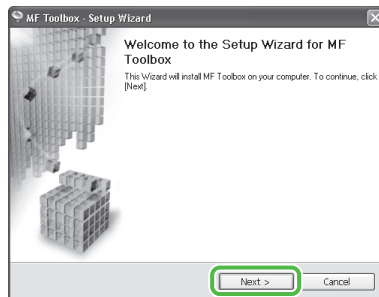 MF Toolbox - Setup Wizard
Welcome to the Setup Wizard for MF
Toolbox
This Wizard will install MF Toolbox on your computer. To continue, click
[Next].
Next >
Cancel